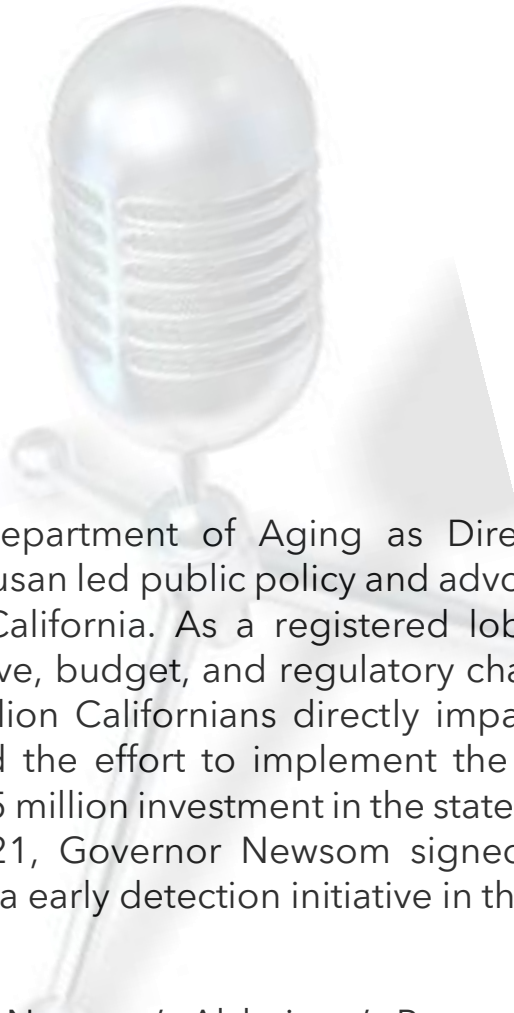 epartment of Aging as Dire
usan led public policy and advo
California. As a registered lob
ve, budget, and regulatory cha
lion Californians directly impa
d the effort to implement the
5 million investment in the state
21, Governor Newsom signed
a early detection initiative in th